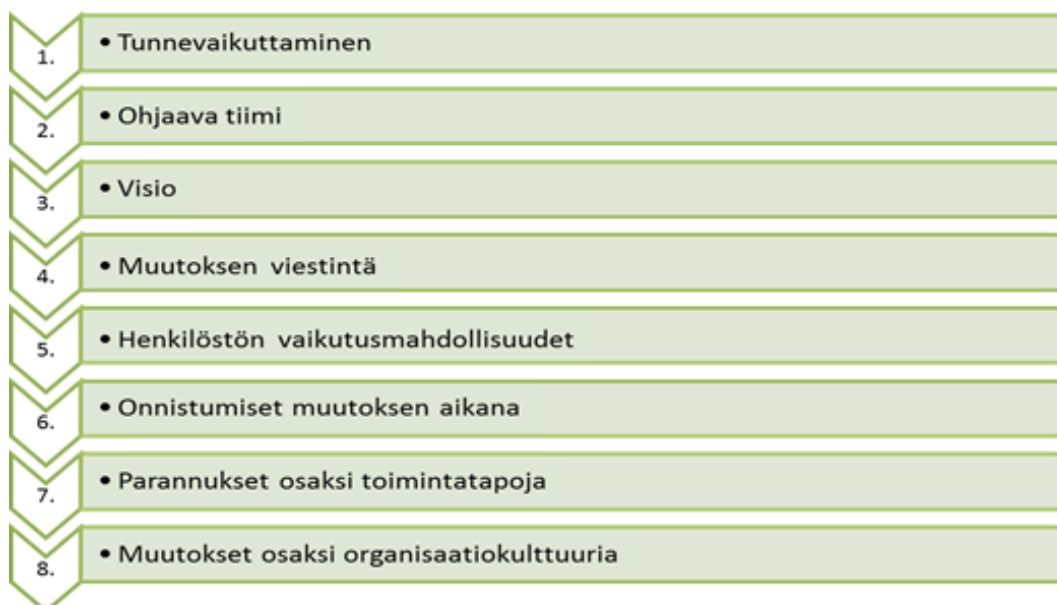 1. • Tunnevaikuttaminen
2. • Ohjaava tiimi
3. • Visio
4. • Muutoksen viestintä
5. • Henkilöstön vaikutusmahdollisuudet
6. • Onnistumiset muutoksen aikana
7. • Parannukset osaksi toimintatapoja
8. • Muutokset osaksi organisaatiokulttuuria